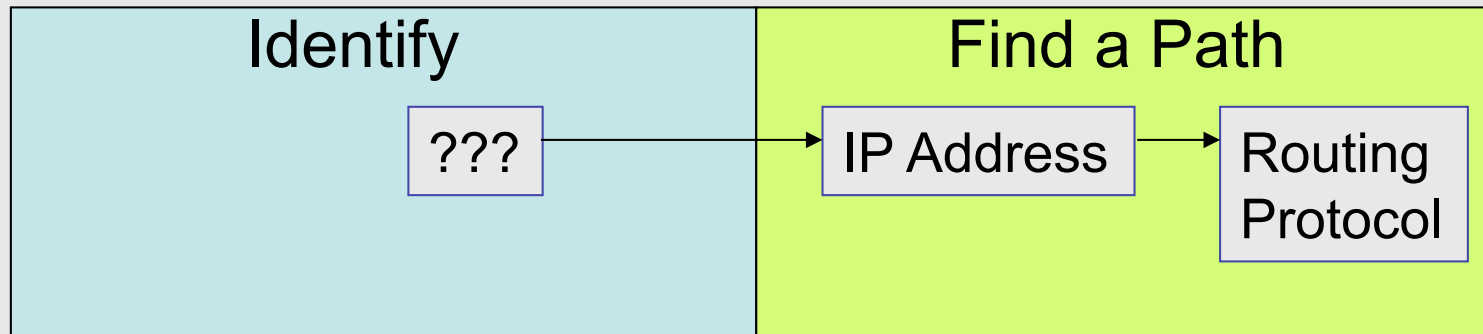 Identify
Find a Path
???
IP Address
Routing
Protocol